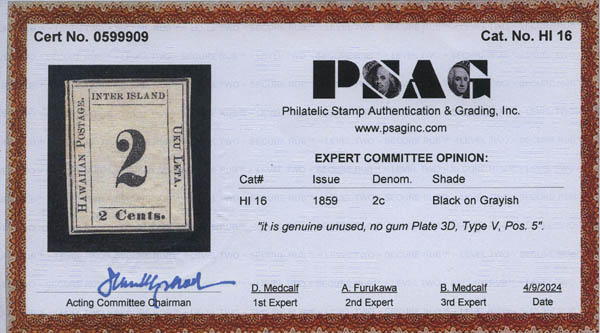 Cert No. 0599909
Cat. No. HI 16
HAWAIIAN POSTAGE.
INTER ISLAND
UKU LETA.
2
2 Cents.
PSAG
Philatelic Stamp Authentication & Grading, Inc.
www.psaginc.com
EXPERT COMMITTEE OPINION:
Cat# Issue Denom. Shade
HI 16 1859 2c Black on Grayish
"it is genuine unused, no gum Plate 3D, Type V, Pos. 5".
D. Medcalf A. Furukawa B. Medcalf 4/9/2024
Acting Committee Chairman 1st Expert 2nd Expert 3rd Expert Date